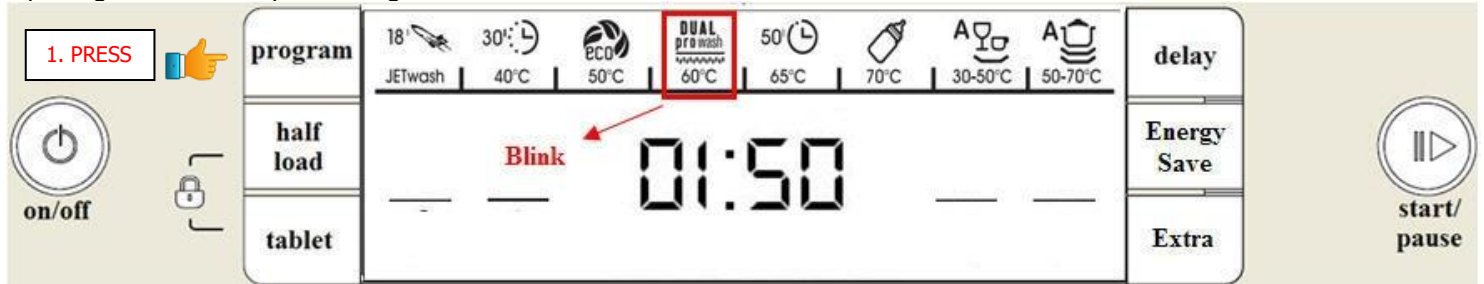 1. PRESS
on/off
program
half
load
tablet
18'
JETwash
30'
40°C
eco
50°C
DUAL
pro wash
60°C
50'
65°C
70°C
A
30-50°C
A
50-70°C
Blink
01:50
delay
Energy
Save
Extra
start/
pause